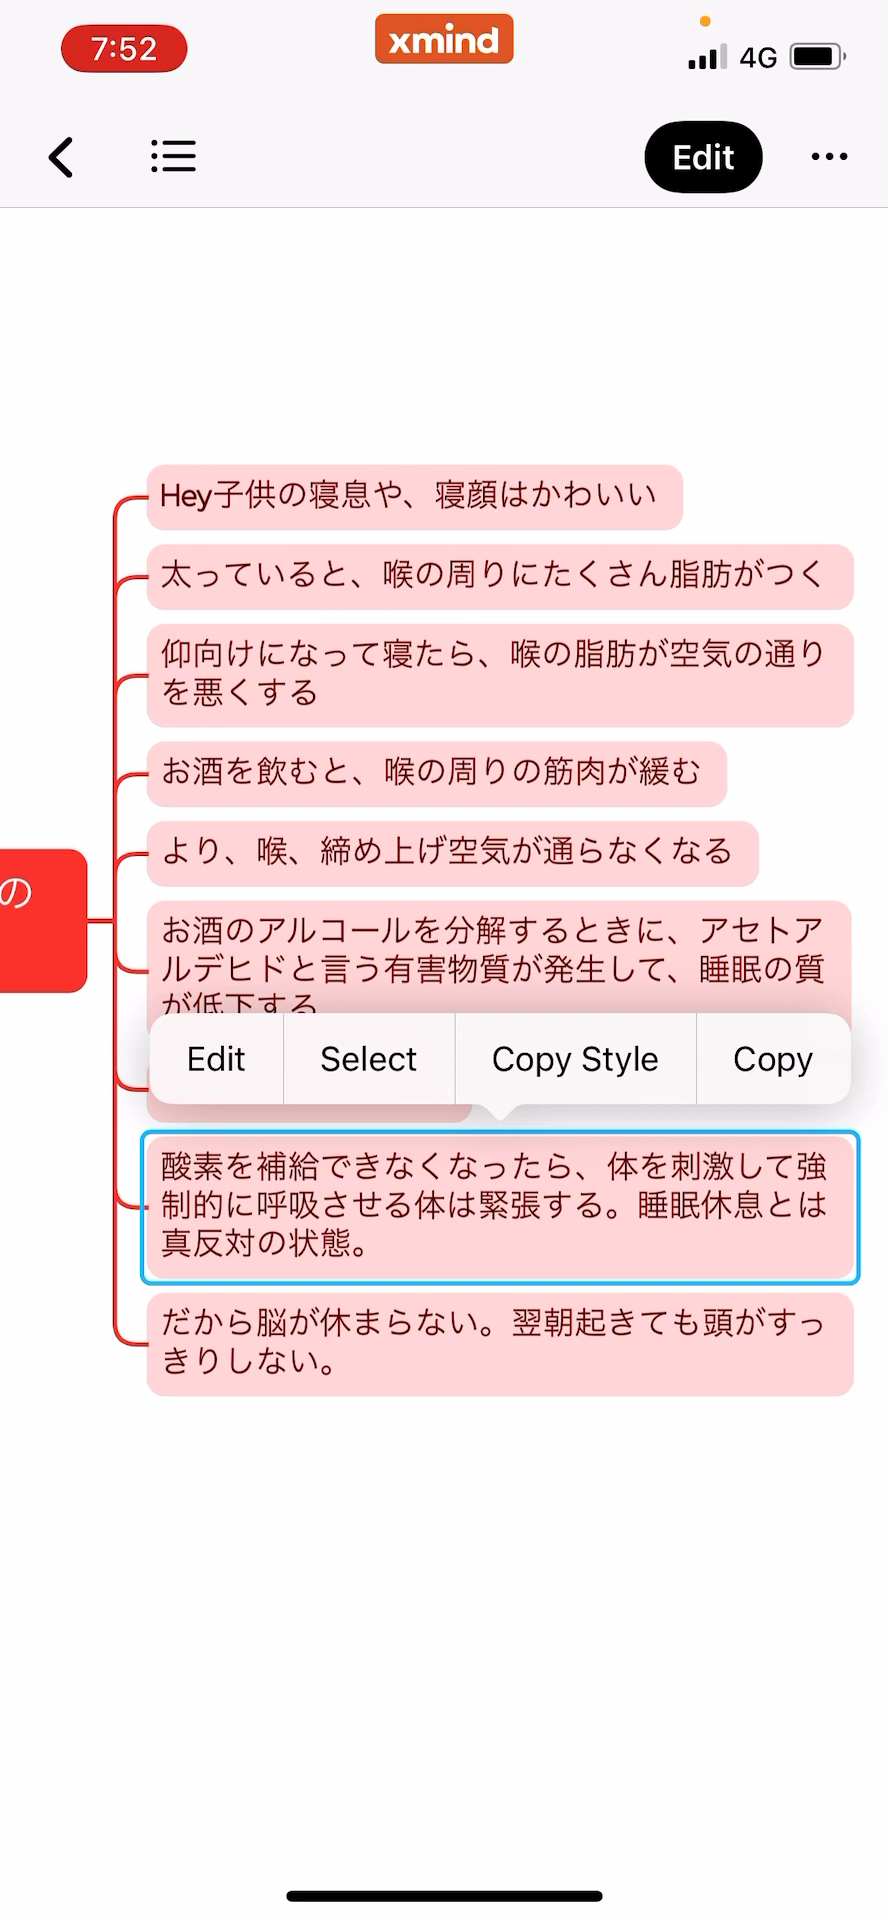 7:52
xmind
4G
Edit
Hey子供の寝息や、寝顔はかわいい
太っていると、喉の周りにたくさん脂肪がつく
仰向けになって寝たら、喉の脂肪が空気の通り
を悪くする
お酒を飲むと、喉の周りの筋肉が緩む
より、喉、締め上げ空気が通らなくなる
の
お酒のアルコールを分解するときに、アセトア
ルデヒドと言う有害物質が発生して、睡眠の質
が低下する
Edit
Select
Copy Style
Copy
酸素を補給できなくなったら、体を刺激して強
制的に呼吸させる体は緊張する。睡眠休息とは
真反対の状態。
だから脳が休まらない。翌朝起きても頭がすっ
きりしない。